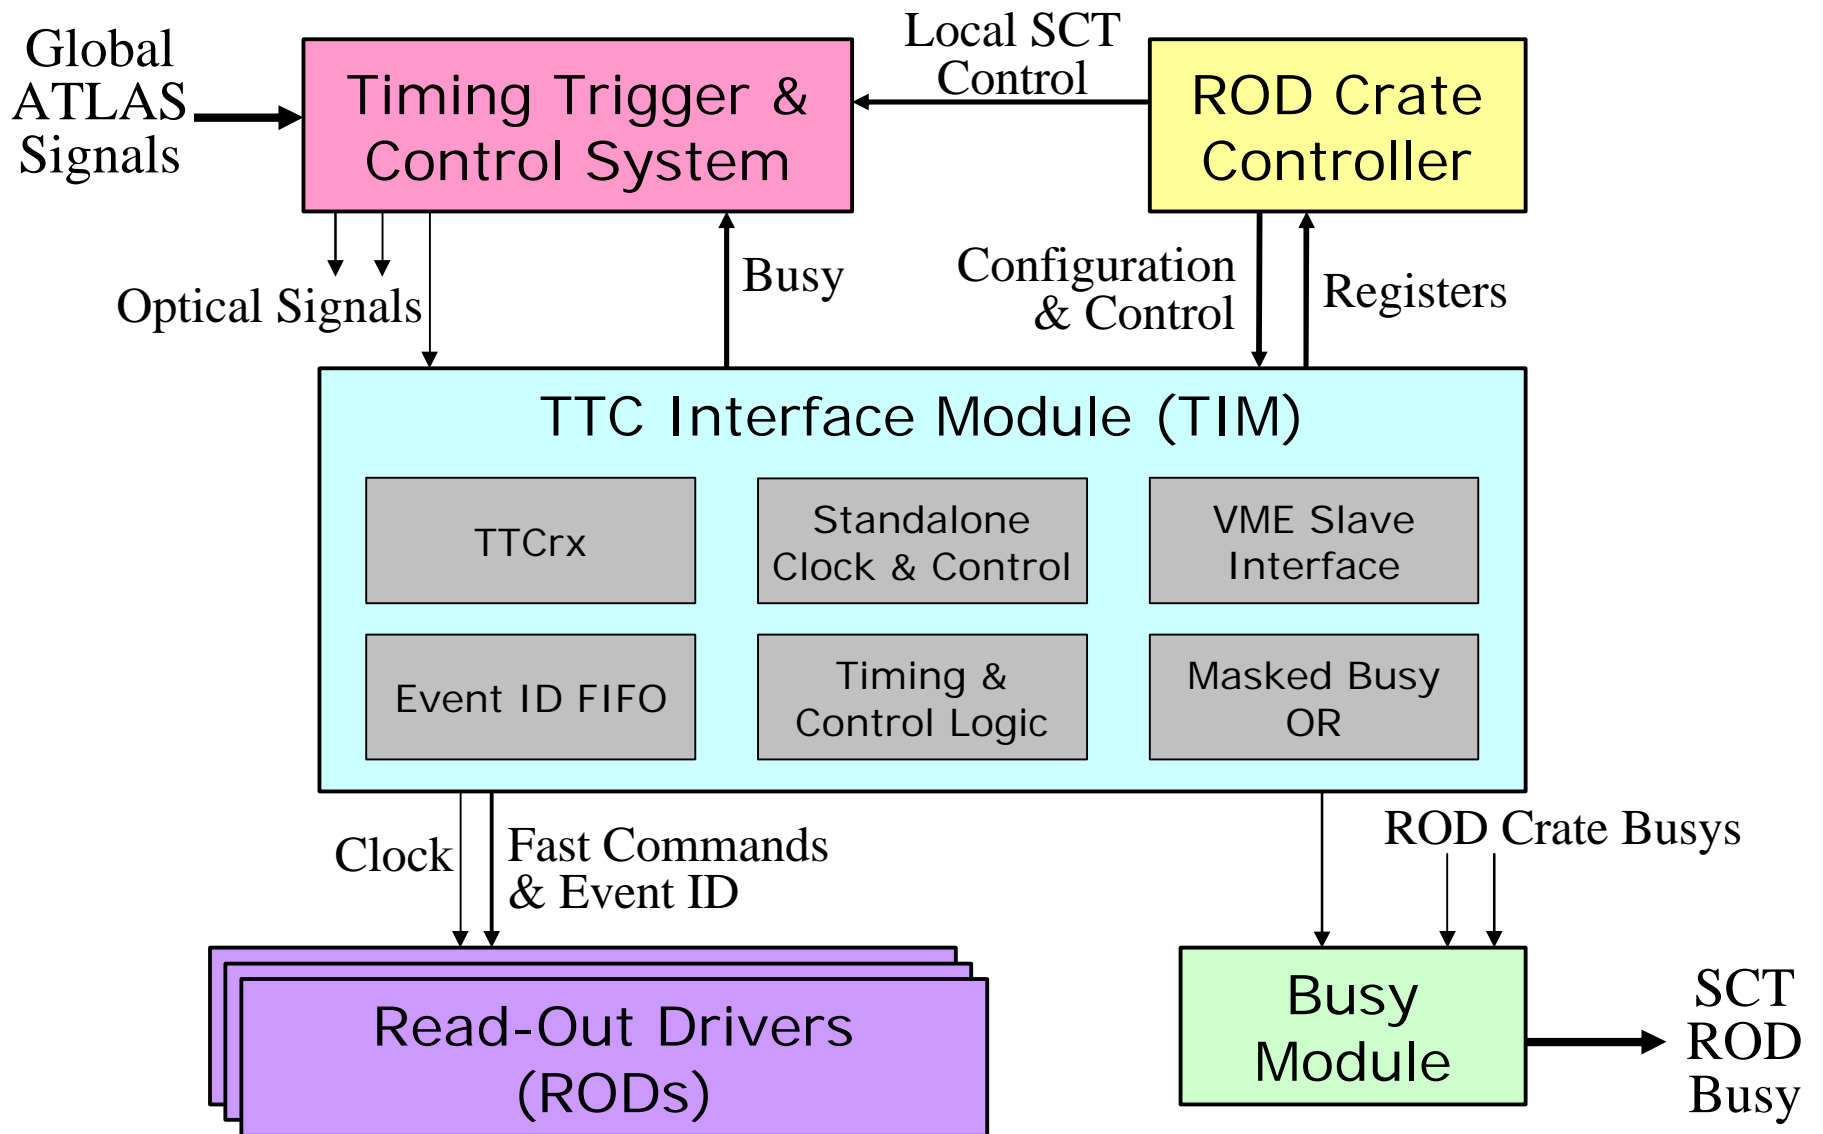 Global
ATLAS
Signals
Timing Trigger &
Control System
Local SCT
Control
ROD Crate
Controller
Optical Signals
Busy
Configuration
& Control
Registers
TTC Interface Module (TIM)
TTCrx
Standalone
Clock & Control
VME Slave
Interface
Event ID FIFO
Timing &
Control Logic
Masked Busy
OR
Clock
Fast Commands
& Event ID
ROD Crate Busys
Read-Out Drivers
(RODs)
Busy
Module
SCT
ROD
Busy